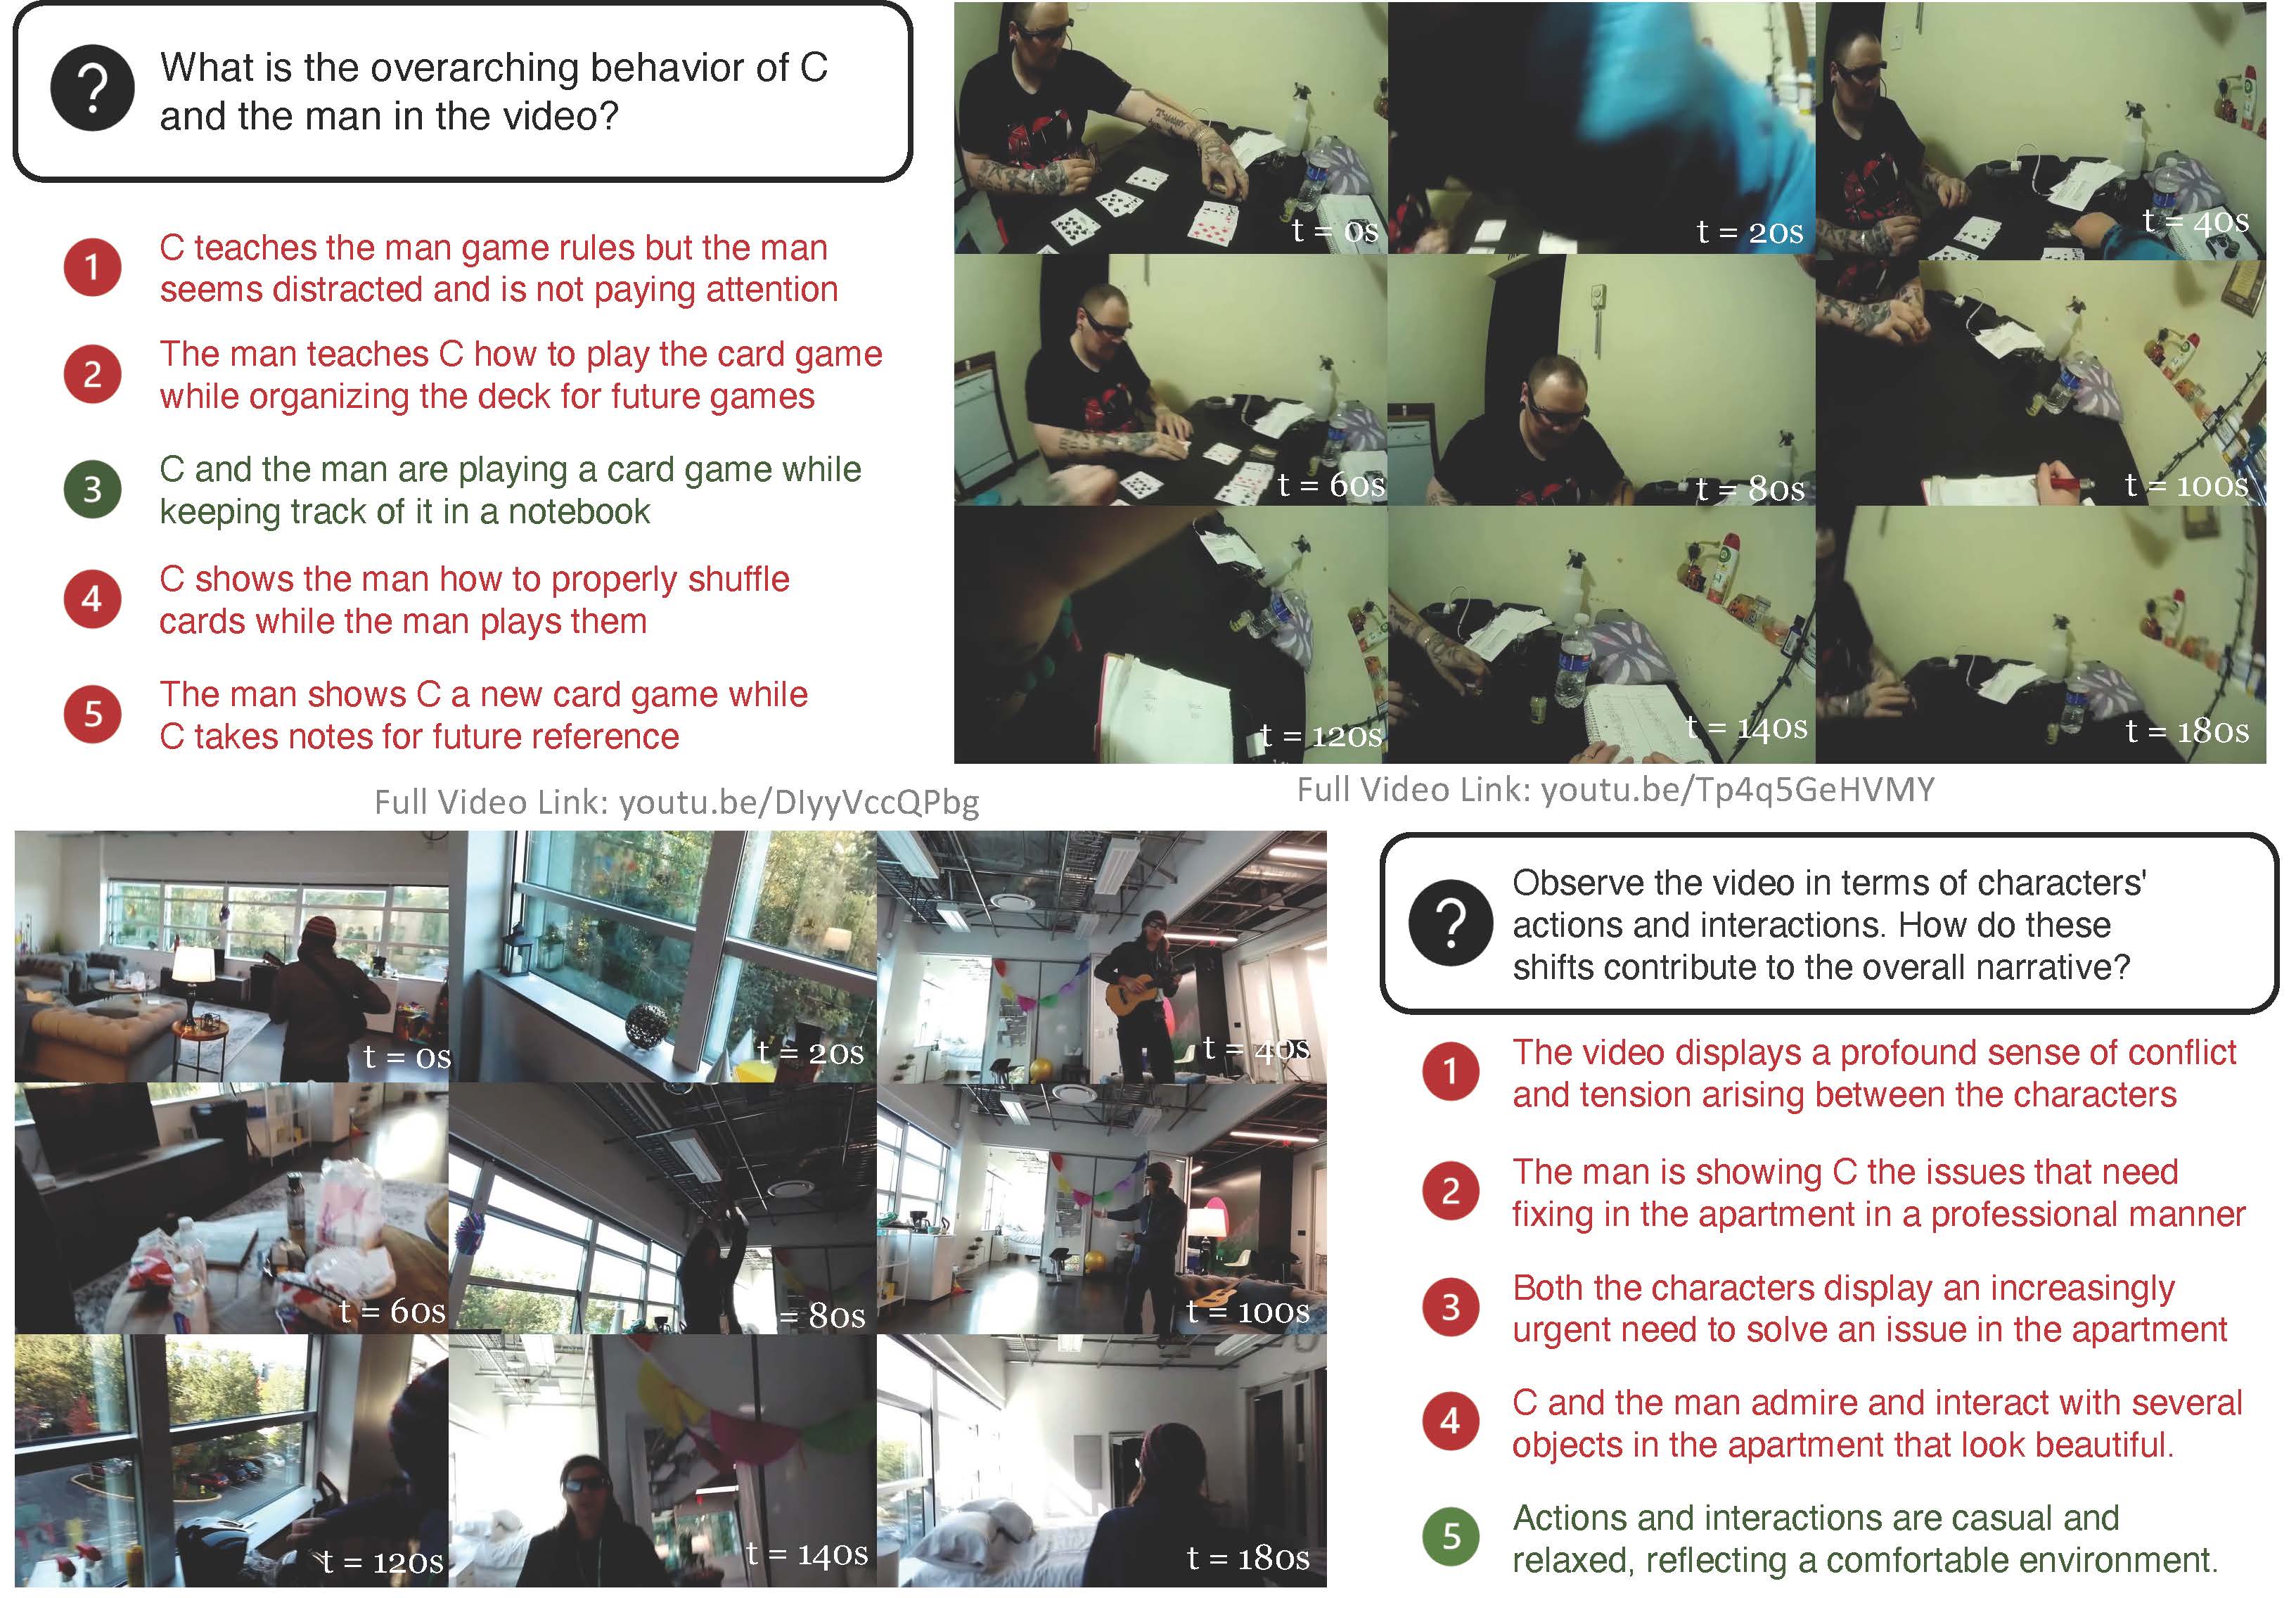 ?
What is the overarching behavior of C
and the man in the video?
1
C teaches the man game rules but the man
seems distracted and is not paying attention
2
The man teaches C how to play the card game
while organizing the deck for future games
3
C and the man are playing a card game while
keeping track of it in a notebook
4
C shows the man how to properly shuffle
cards while the man plays them
5
The man shows C a new card game while
C takes notes for future reference
t = 0s
t = 20s
t = 40s
t = 60s
t = 80s
t = 100s
t = 120s
t = 140s
t = 180s
Full Video Link: youtu.be/DIyyVccQPbg
Full Video Link: youtu.be/Tp4q5GeHVMY
t = 0s
t = 20s
t = 40s
t = 60s
= 80s
t = 100s
t = 120s
t = 140s
t = 180s
?
Observe the video in terms of characters'
actions and interactions. How do these
shifts contribute to the overall narrative?
1
The video displays a profound sense of conflict
and tension arising between the characters
2
The man is showing C the issues that need
fixing in the apartment in a professional manner
3
Both the characters display an increasingly
urgent need to solve an issue in the apartment
4
C and the man admire and interact with several
objects in the apartment that look beautiful.
5
Actions and interactions are casual and
relaxed, reflecting a comfortable environment.